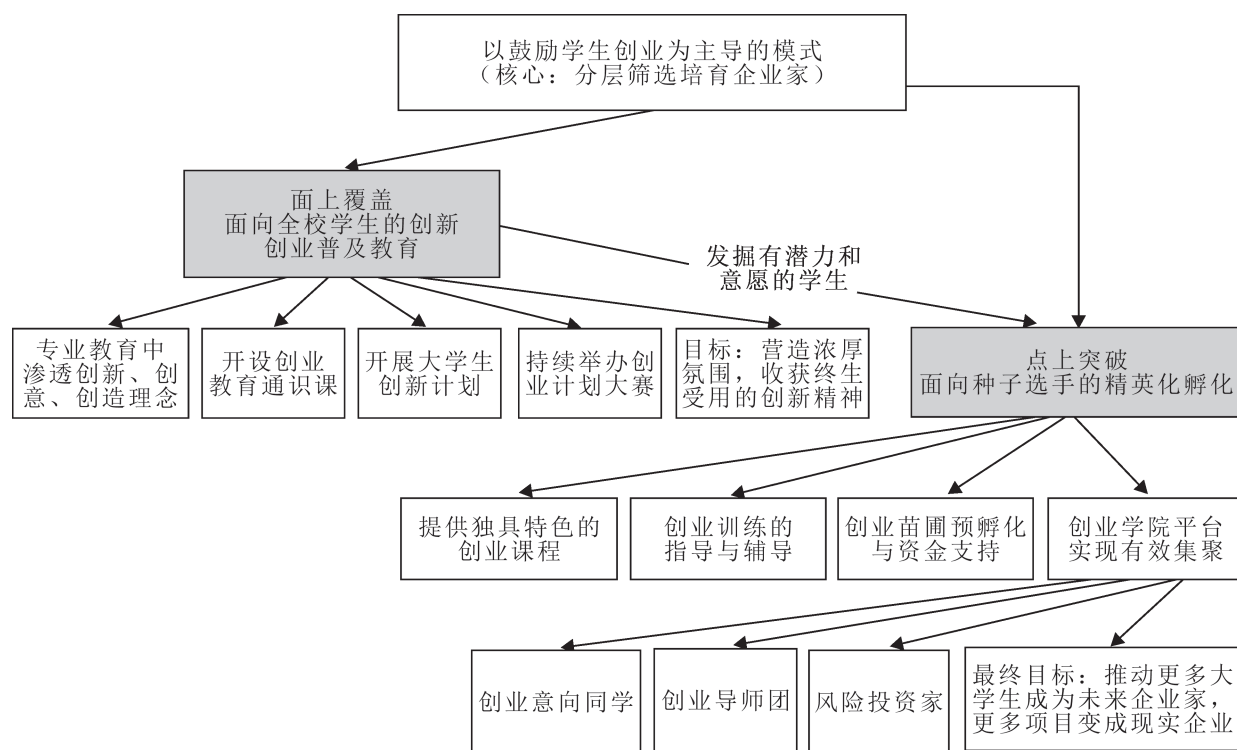 以鼓励学生创业为主导的模式
（核心：分层筛选培育企业家）
面上覆盖
面向全校学生的创新
创业普及教育
发掘有潜力和
意愿的学生
专业教育中
渗透创新、创
意、创造理念
开设创业
教育通识课
开展大学生
创新计划
持续举办创
业计划大赛
目标：营造浓厚
氛围，收获终生
受用的创新精神
点上突破
面向种子选手的精英化孵化
提供独具特色的
创业课程
创业训练的
指导与辅导
创业苗圃预孵化
与资金支持
创业学院平台
实现有效集聚
创业意向同学
创业导师团
风险投资家
最终目标：推动更多大
学生成为未来企业家，
更多项目变成现实企业